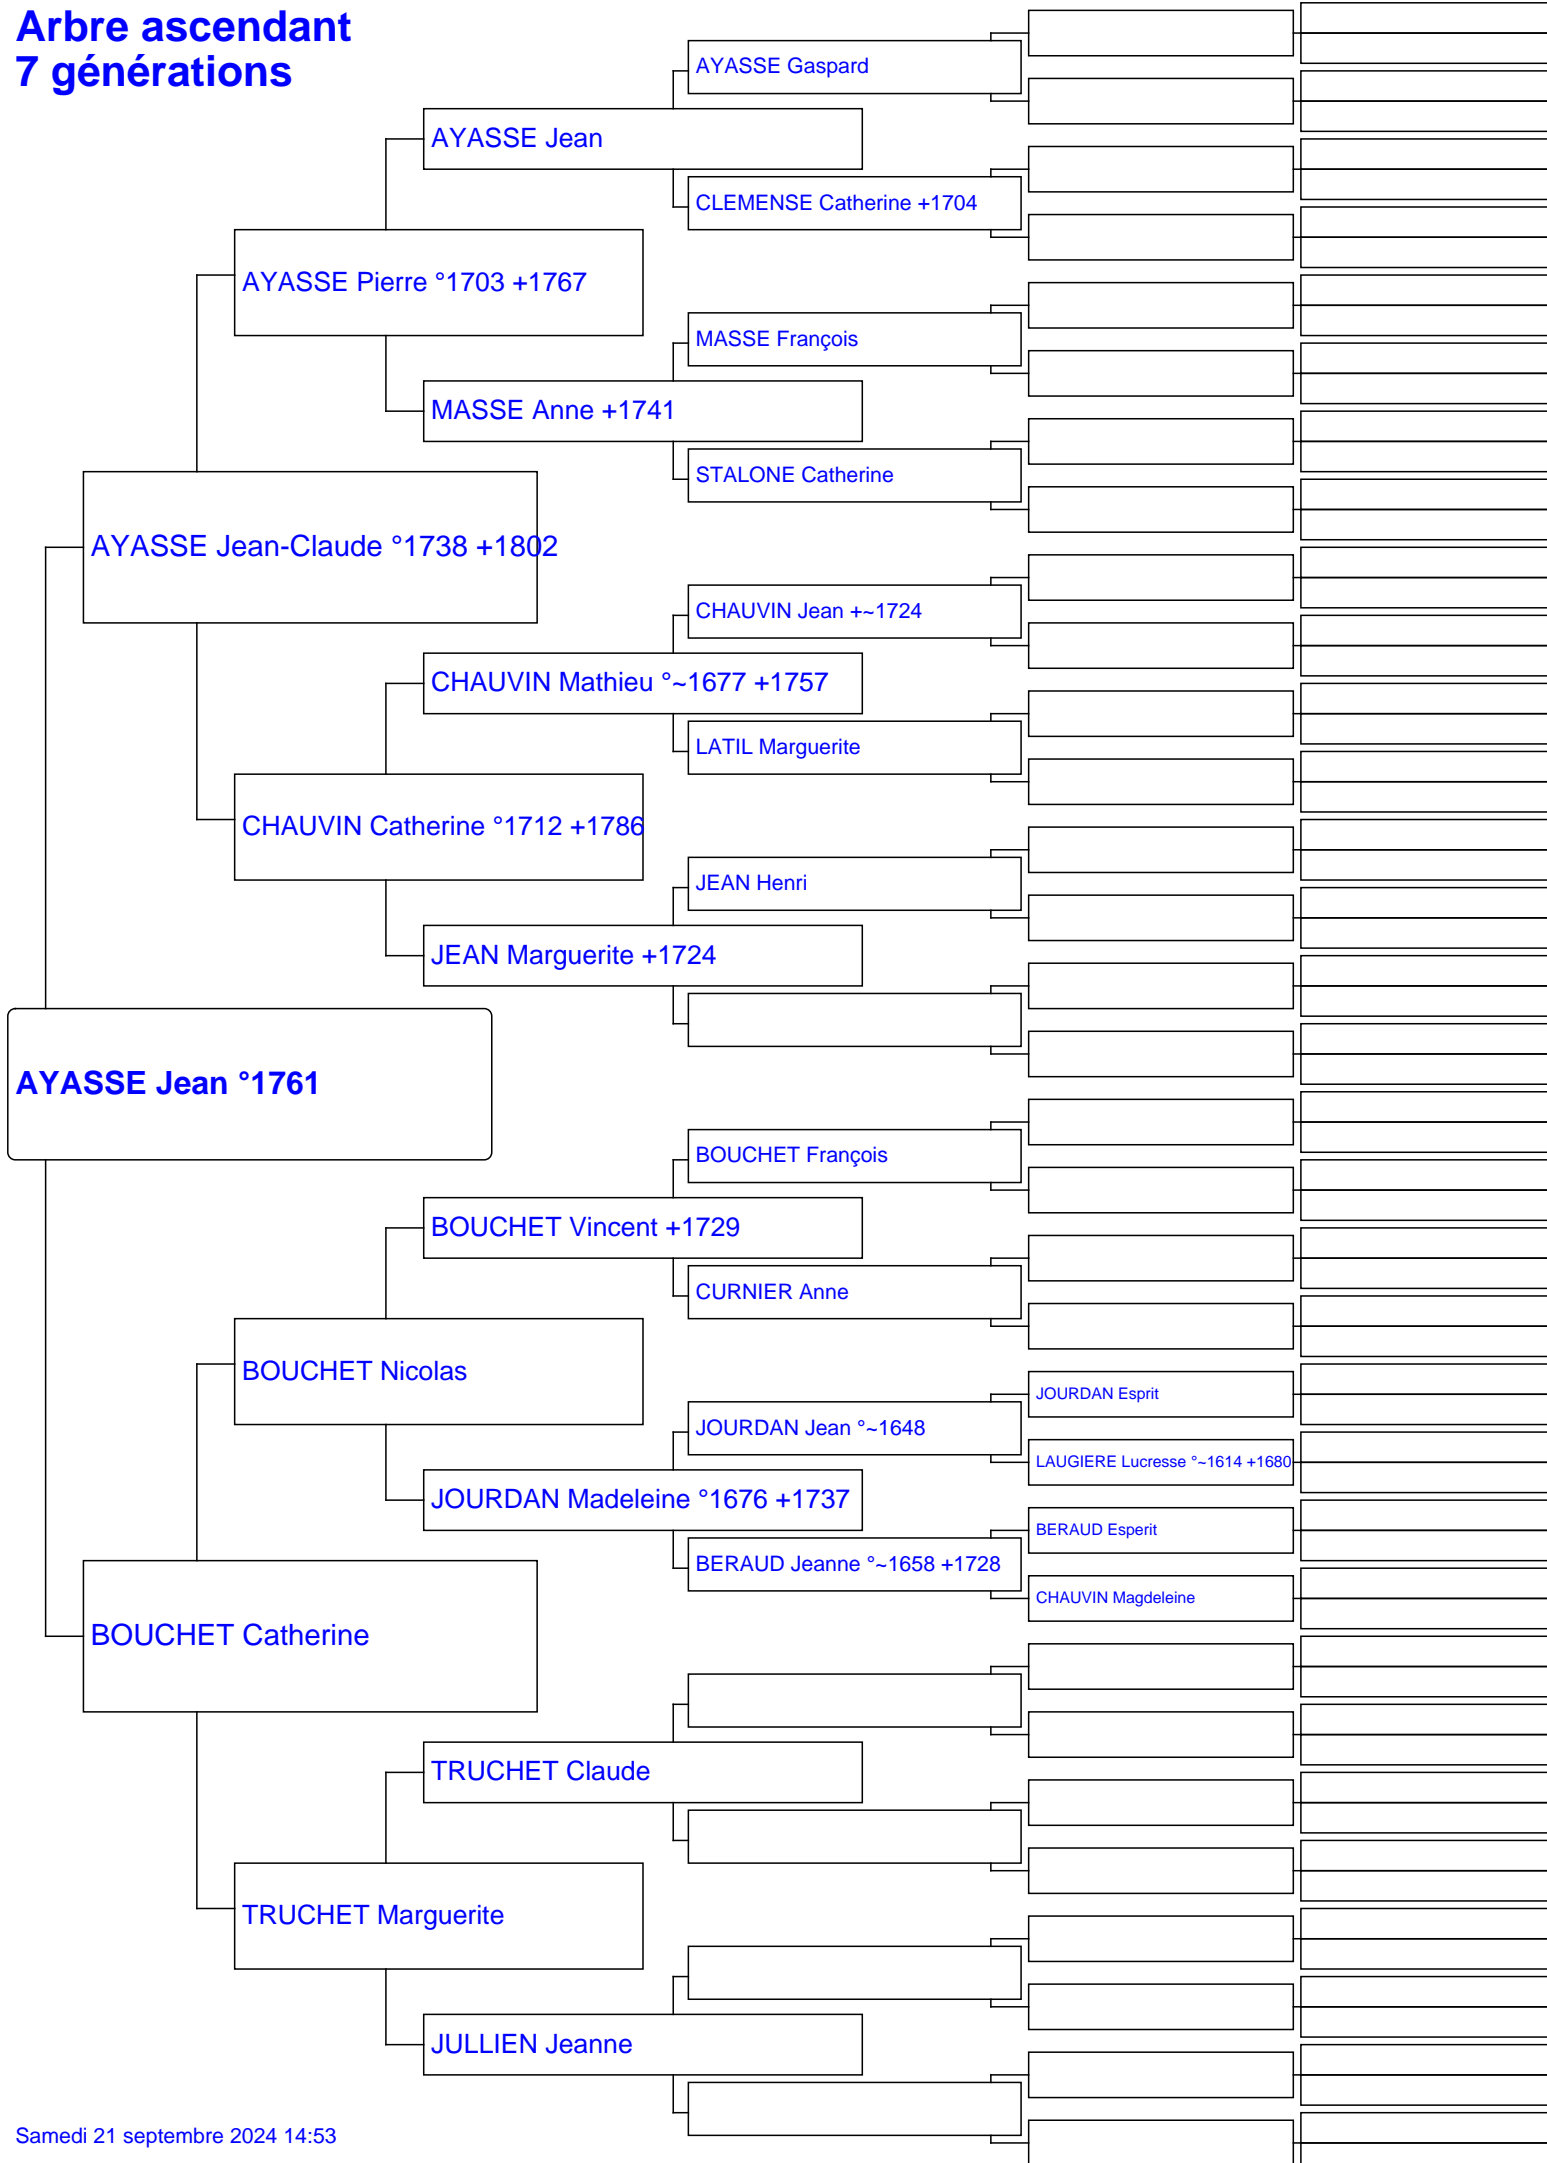 Arbre ascendant
7 générations
AYASSE Gaspard
AYASSE Jean
CLEMENSE Catherine +1704
AYASSE Pierre °1703 +1767
MASSE François
MASSE Anne +1741
STALONE Catherine
AYASSE Jean-Claude °1738 +1802
CHAUVIN Jean +~1724
CHAUVIN Mathieu °~1677 +1757
LATIL Marguerite
CHAUVIN Catherine °1712 +1786
JEAN Henri
JEAN Marguerite +1724
AYASSE Jean °1761
BOUCHET François
BOUCHET Vincent +1729
CURNIER Anne
BOUCHET Nicolas
JOURDAN Esprit
JOURDAN Jean °~1648
LAUGIERE Lucresse °~1614 +1680
JOURDAN Madeleine °1676 +1737
BERAUD Esperit
BERAUD Jeanne °~1658 +1728
CHAUVIN Magdeleine
BOUCHET Catherine
TRUCHET Claude
TRUCHET Marguerite
JULLIEN Jeanne
Samedi 21 septembre 2024 14:53